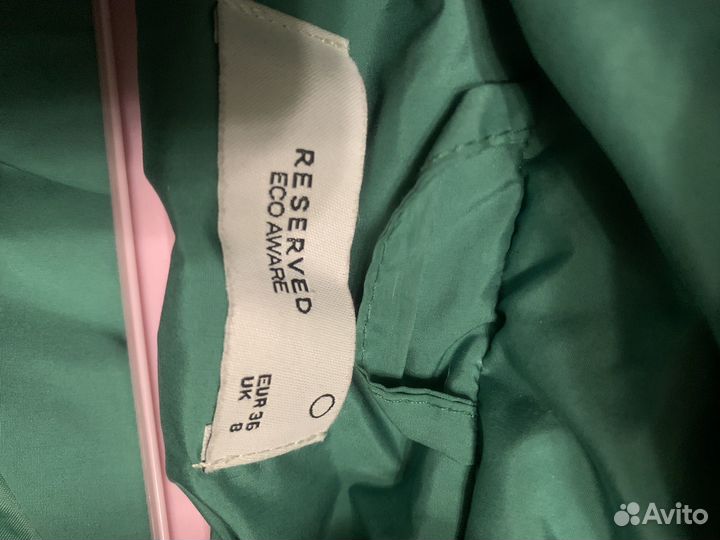 RESERVED
ECO AWARE
EUR 36
UK 8
Avito